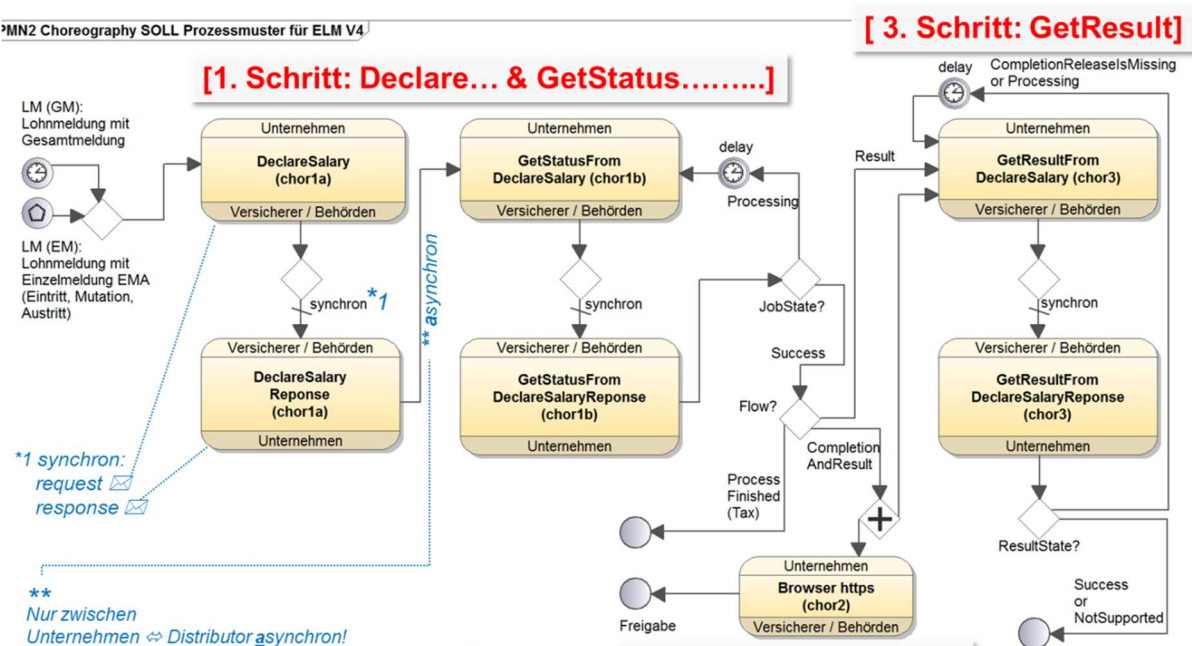 PMN2 Choreography SOLL Prozessmuster für ELM V4
[ 3. Schritt: GetResult]
[1. Schritt: Declare… & GetStatus………]
delay
CompletionReleaseIsMissing
or Processing
LM (GM):
Lohnmeldung mit
Gesamtmeldung
LM (EM):
Lohnmeldung mit
Einzelmeldung EMA
(Eintritt, Mutation,
Austritt)
Unternehmen
DeclareSalary
(chor1a)
Versicherer / Behörden
synchron
*1
Versicherer / Behörden
DeclareSalary
Reponse
(chor1a)
Unternehmen
** asynchron
Unternehmen
GetStatusFrom
DeclareSalary (chor1b)
Versicherer / Behörden
synchron
Versicherer / Behörden
GetStatusFrom
DeclareSalaryReponse
(chor1b)
Unternehmen
delay
Processing
JobState?
Success
Flow?
Result
Completion
AndResult
Process
Finished
(Tax)
Unternehmen
GetResultFrom
DeclareSalary (chor3)
Versicherer / Behörden
synchron
Versicherer / Behörden
GetResultFrom
DeclareSalaryReponse
(chor3)
Unternehmen
ResultState?
Success
or
NotSupported
Unternehmen
Browser https
(chor2)
Versicherer / Behörden
Freigabe
*1 synchron:
request
response
**
Nur zwischen
Unternehmen ⇔ Distributor asynchron!